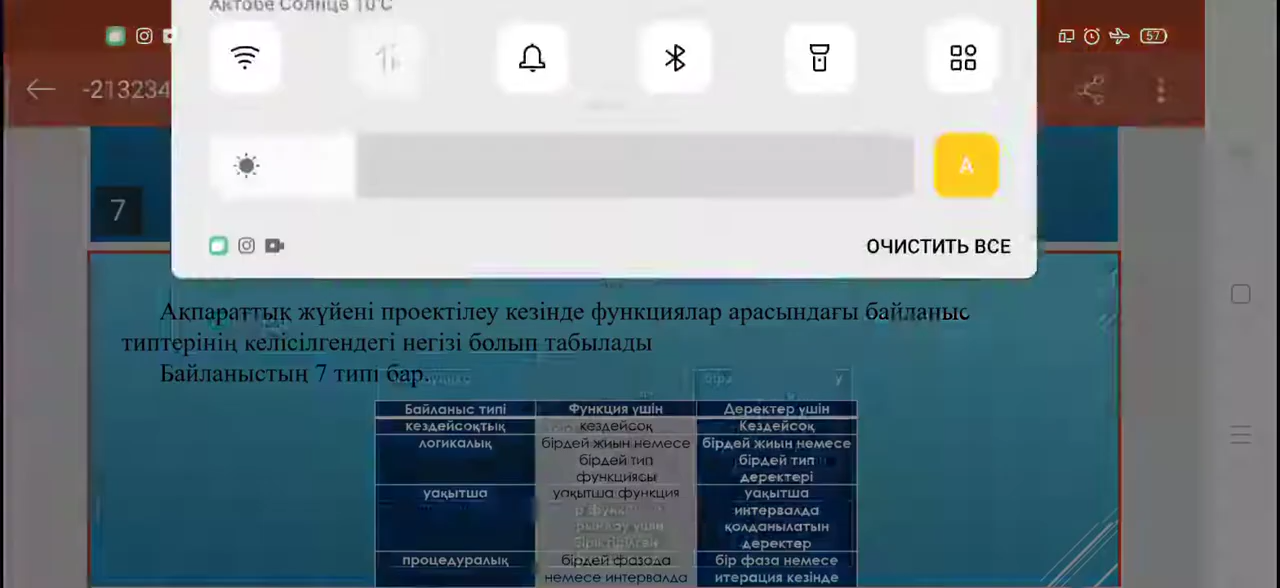 Актобе Солнце 10°C
57
-213234
A
7
ОЧИСТИТЬ ВСЕ
Ақпараттық жүйені проектілеу кезінде функциялар арасындағы байланыс
типтерінің келісілгендегі негізі болып табылады
Байланыстың 7 типі бар.
Байланыс типі Функция үшін Деректер үшін
кездейсоқтық кездейсоқ Кездейсоқ
логикалық бірдей жиын немесе бірдей жиын немесе
бірдей тип бірдей тип
функциясы деректері
уақытша уақытша функция уақытша
интервалда
қолданылатын
деректер
процедуралық бірдей фазада бір фаза немесе
немесе интервалда итерация кезінде